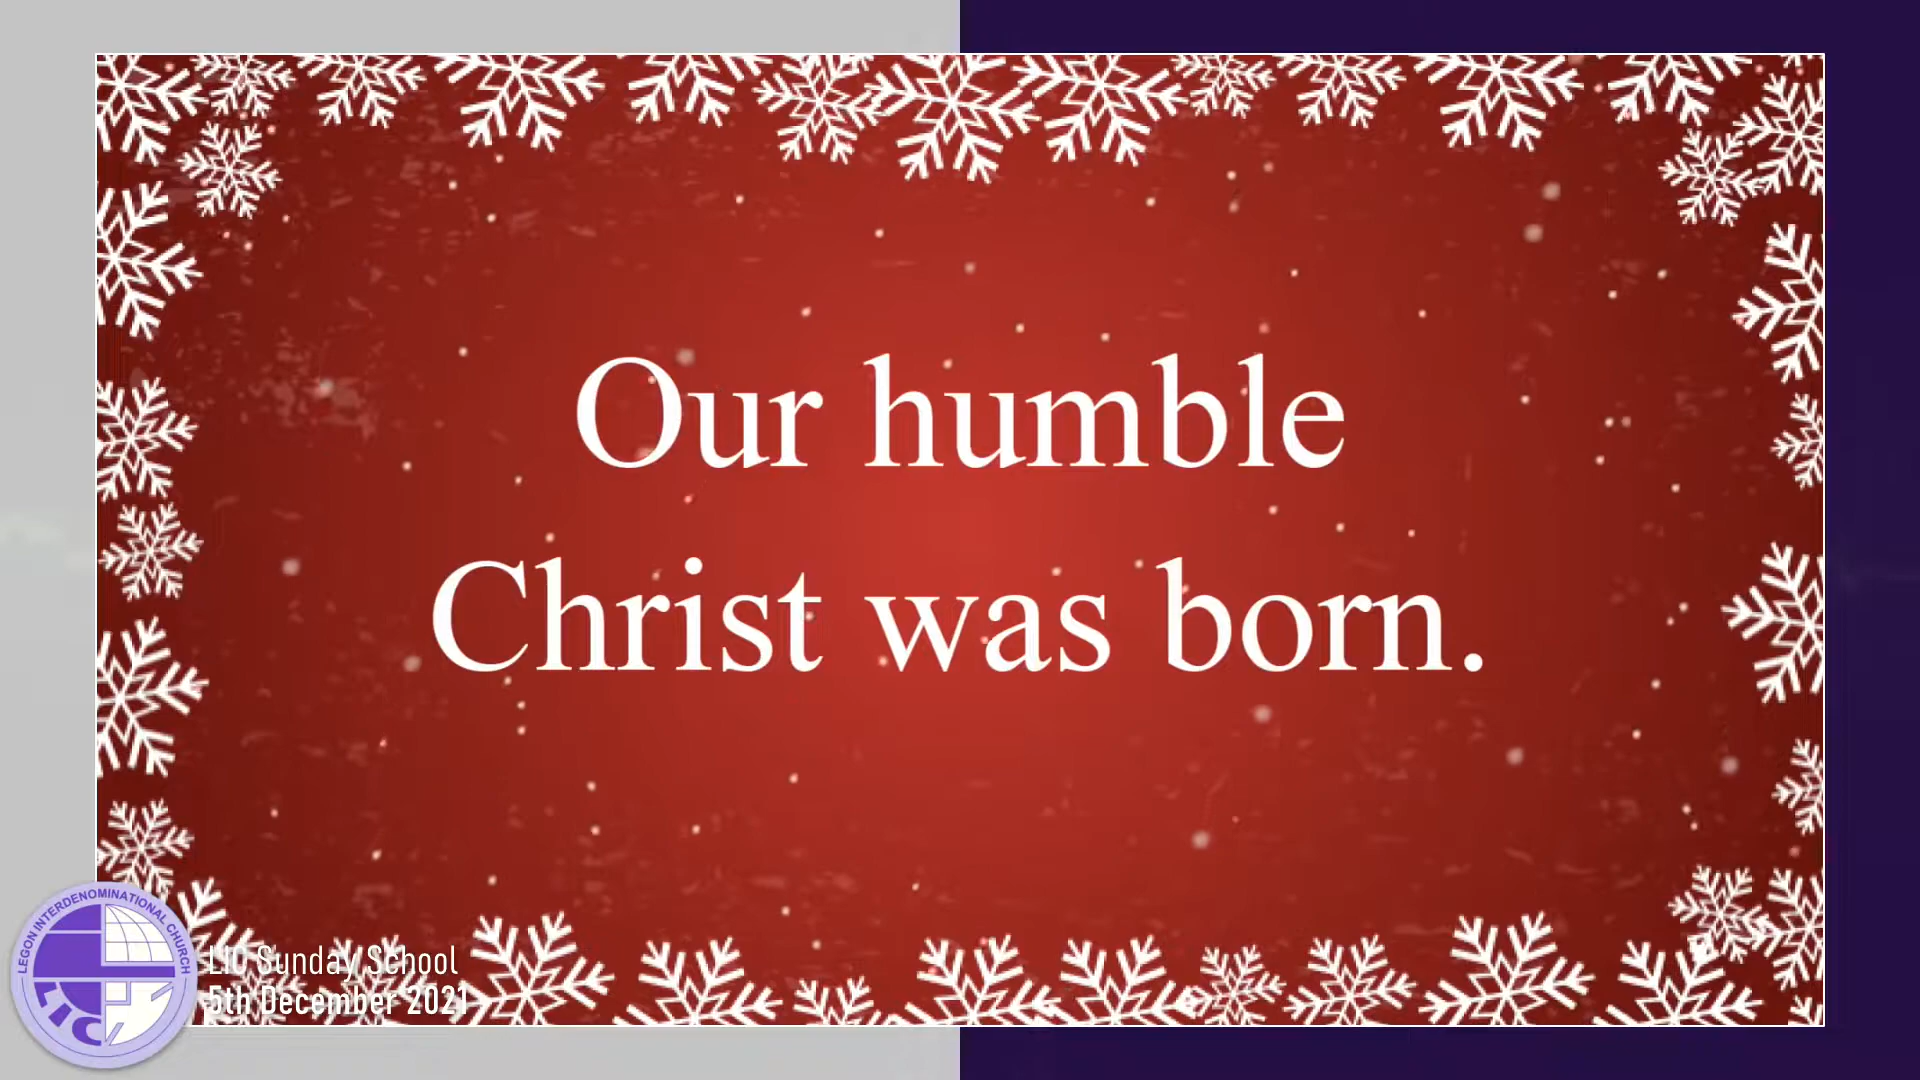 Our humble
Christ was born.
LEGON INTERDENOMINATIONAL CHURCH
LIC
LIC Sunday School
5th December 2021